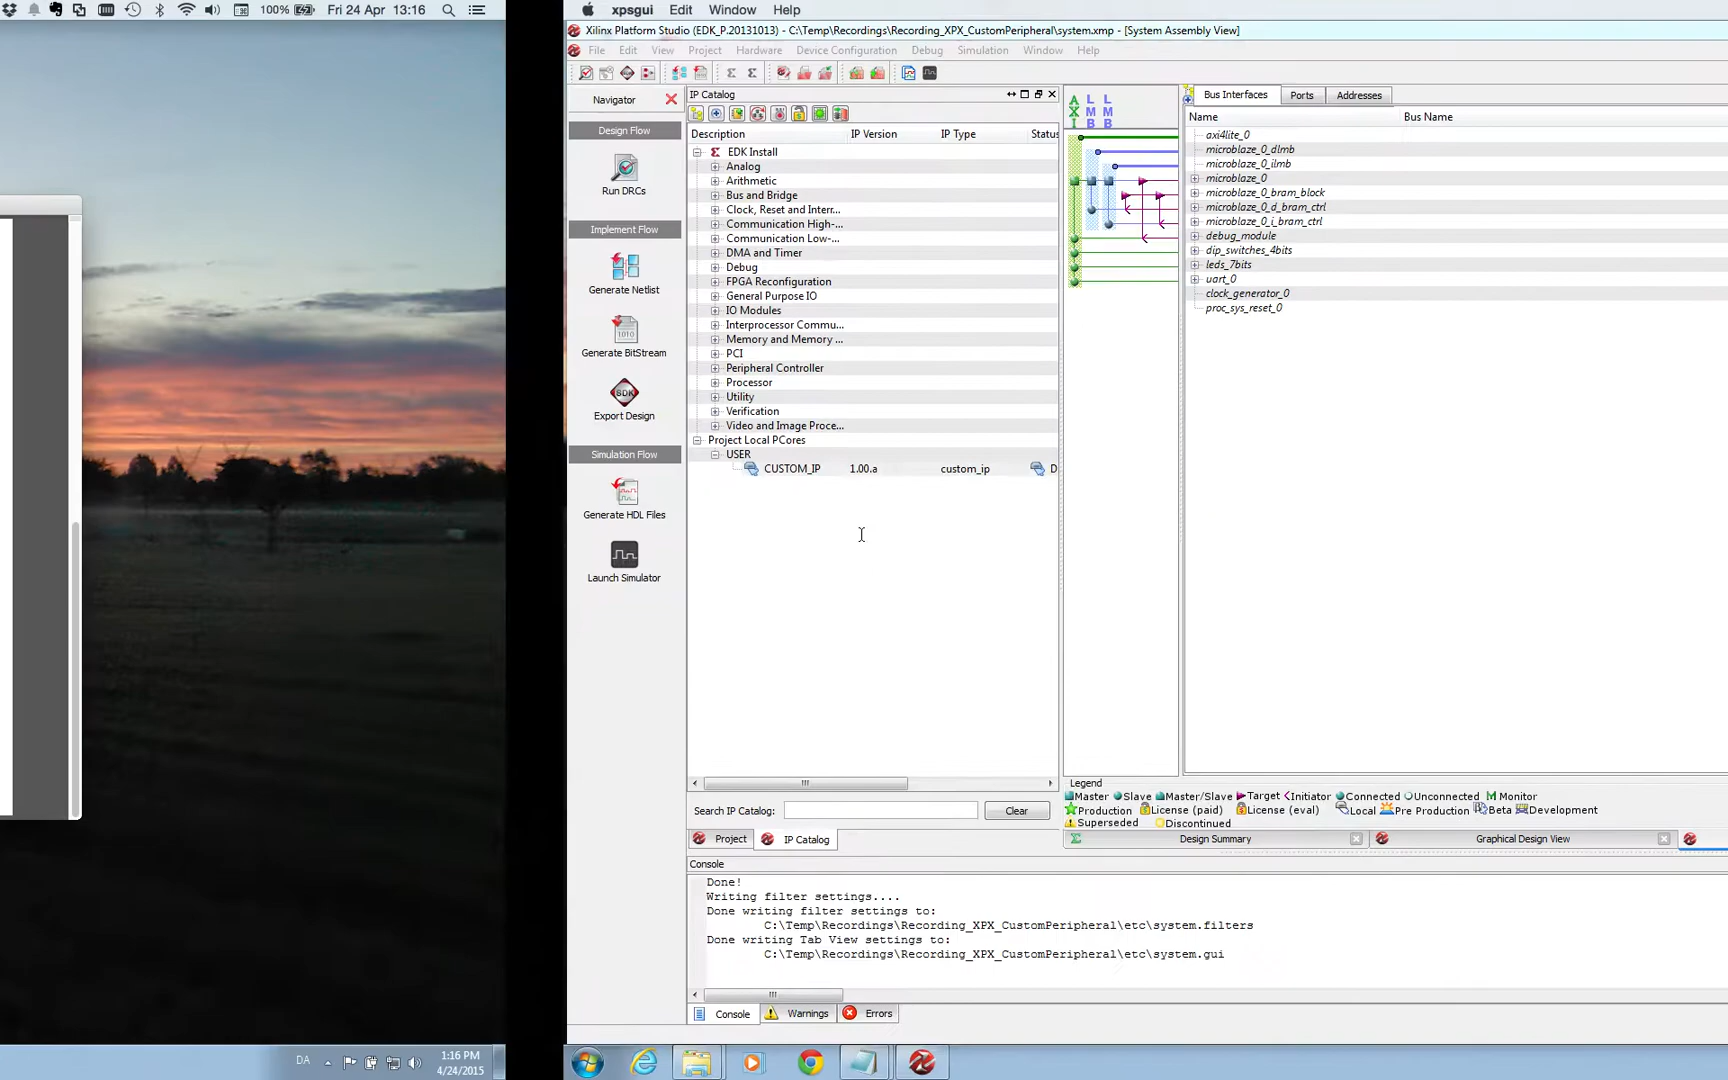 100%
Fri 24 Apr 13:16
xpsgui Edit Window Help
Xilinx Platform Studio (EDK_P.20131013) - C:\Temp\Recordings\Recording_XPX_CustomPeripheral\system.xmp - [System Assembly View]
File Edit View Project Hardware Device Configuration Debug Simulation Window Help
Navigator
Design Flow
Run DRCs
Implement Flow
Generate Netlist
1010
Generate BitStream
SDK
Export Design
Simulation Flow
Generate HDL Files
Launch Simulator
IP Catalog
Description IP Version IP Type Status
EDK Install
Analog
Arithmetic
Bus and Bridge
Clock, Reset and Interr...
Communication High-...
Communication Low-...
DMA and Timer
Debug
FPGA Reconfiguration
General Purpose IO
IO Modules
Interprocessor Commu...
Memory and Memory ...
PCI
Peripheral Controller
Processor
Utility
Verification
Video and Image Proce...
Project Local PCores
USER
CUSTOM_IP 1.00.a custom_ip D
Search IP Catalog: Clear
Project IP Catalog
A L L
X M M
I B B
Bus Interfaces Ports Addresses
Name Bus Name
axi4lite_0
microblaze_0_dlmb
microblaze_0_ilmb
microblaze_0
microblaze_0_bram_block
microblaze_0_d_bram_ctrl
microblaze_0_i_bram_ctrl
debug_module
dip_switches_4bits
leds_7bits
uart_0
clock_generator_0
proc_sys_reset_0
Legend
Master Slave Master/Slave Target Initiator Connected Unconnected M Monitor
Production License (paid) License (eval) Local Pre Production Beta Development
Superseded Discontinued
Design Summary Graphical Design View
Console
Done!
Writing filter settings....
Done writing filter settings to:
C:\Temp\Recordings\Recording_XPX_CustomPeripheral\etc\system.filters
Done writing Tab View settings to:
C:\Temp\Recordings\Recording_XPX_CustomPeripheral\etc\system.gui
Console Warnings Errors
DA
1:16 PM
4/24/2015